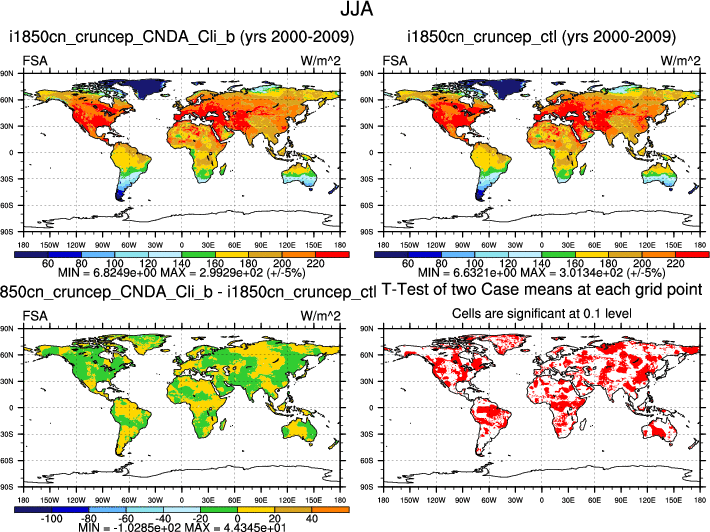 JJA
i1850cn_cruncep_CNDA_Cli_b (yrs 2000-2009)
FSA W/m^2
90N
60N
30N
0
30S
60S
90S
180 150W 120W 90W 60W 30W 0 30E 60E 90E 120E 150E 180
60 80 100 120 140 160 180 200 220
MIN = 6.8249e+00 MAX = 2.9929e+02 (+/-5%)
i1850cn_cruncep_ctl (yrs 2000-2009)
FSA W/m^2
90N
60N
30N
0
30S
60S
90S
180 150W 120W 90W 60W 30W 0 30E 60E 90E 120E 150E 180
60 80 100 120 140 160 180 200 220
MIN = 6.6321e+00 MAX = 3.0134e+02 (+/-5%)
850cn_cruncep_CNDA_Cli_b - i1850cn_cruncep_ctl
FSA W/m^2
90N
60N
30N
0
30S
60S
90S
180 150W 120W 90W 60W 30W 0 30E 60E 90E 120E 150E 180
-100 -80 -60 -40 -20 0 20 40
MIN = -1.0285e+02 MAX = 4.4345e+01
T-Test of two Case means at each grid point
Cells are significant at 0.1 level
90N
60N
30N
0
30S
60S
90S
180 150W 120W 90W 60W 30W 0 30E 60E 90E 120E 150E 180